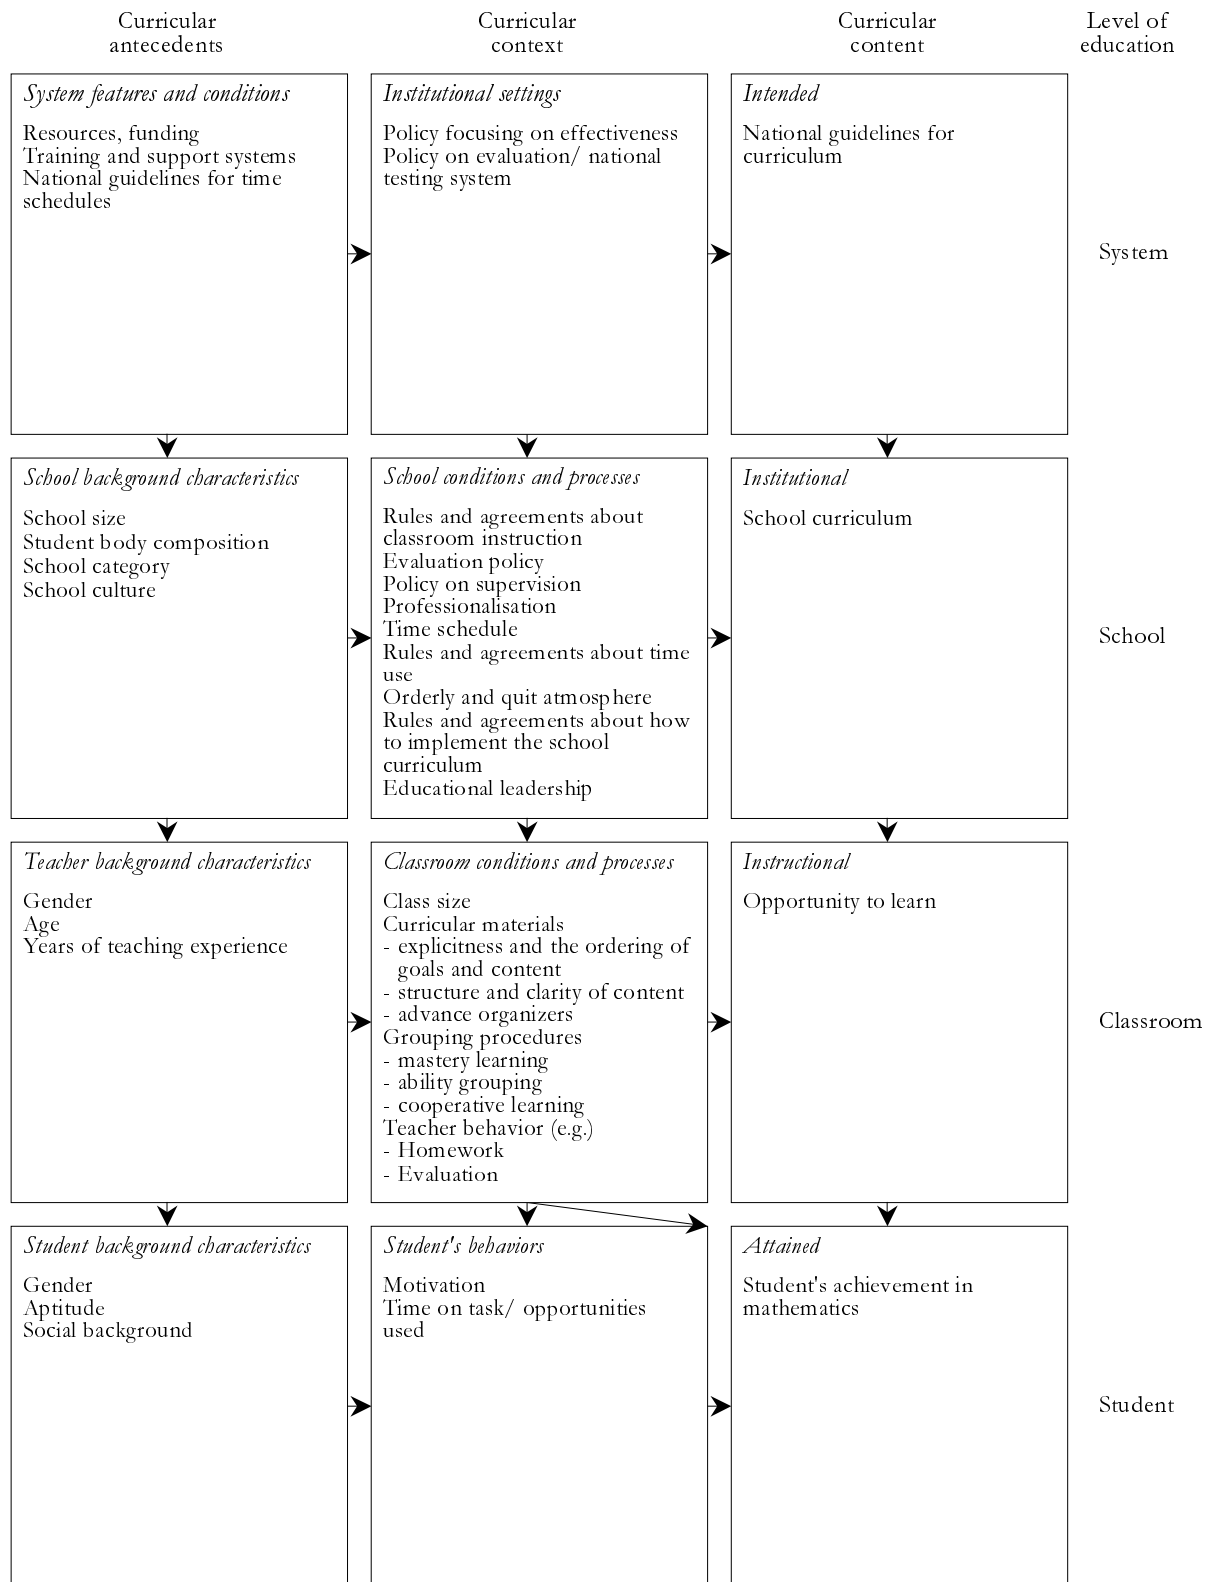 Curricular
antecedents
Curricular
context
Curricular
content
Level of
education
System features and conditions
Resources, funding
Training and support systems
National guidelines for time
schedules
Institutional settings
Policy focusing on effectiveness
Policy on evaluation/ national
testing system
Intended
National guidelines for
curriculum
System
School background characteristics
School size
Student body composition
School category
School culture
School conditions and processes
Rules and agreements about
classroom instruction
Evaluation policy
Policy on supervision
Professionalisation
Time schedule
Rules and agreements about time
use
Orderly and quit atmosphere
Rules and agreements about how
to implement the school
curriculum
Educational leadership
Institutional
School curriculum
School
Teacher background characteristics
Gender
Age
Years of teaching experience
Classroom conditions and processes
Class size
Curricular materials
- explicitness and the ordering of
goals and content
- structure and clarity of content
- advance organizers
Grouping procedures
- mastery learning
- ability grouping
- cooperative learning
Teacher behavior (e.g.)
- Homework
- Evaluation
Instructional
Opportunity to learn
Classroom
Student background characteristics
Gender
Aptitude
Social background
Student's behaviors
Motivation
Time on task/ opportunities
used
Attained
Student's achievement in
mathematics
Student